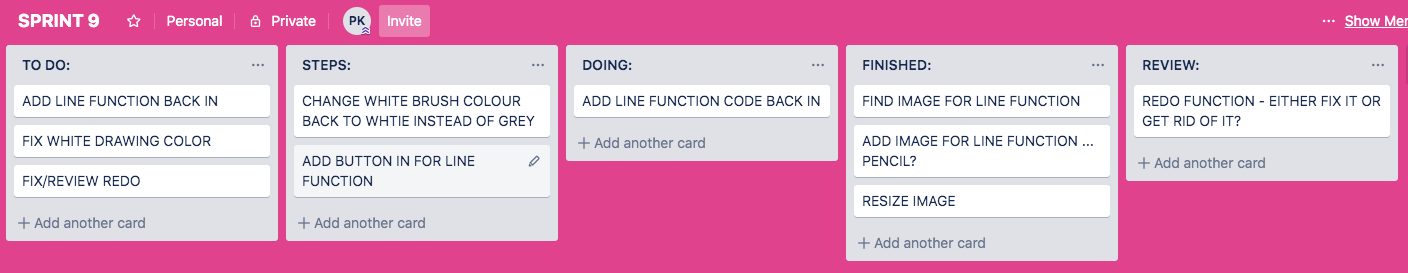 SPRINT 9
Personal
Private
PK
Invite
... Show Mer
TO DO:
ADD LINE FUNCTION BACK IN
FIX WHITE DRAWING COLOR
FIX/REVIEW REDO
+ Add another card
STEPS:
CHANGE WHITE BRUSH COLOUR
BACK TO WHTIE INSTEAD OF GREY
ADD BUTTON IN FOR LINE
FUNCTION
+ Add another card
DOING:
ADD LINE FUNCTION CODE BACK IN
+ Add another card
FINISHED:
FIND IMAGE FOR LINE FUNCTION
ADD IMAGE FOR LINE FUNCTION ...
PENCIL?
RESIZE IMAGE
+ Add another card
REVIEW:
REDO FUNCTION - EITHER FIX IT OR
GET RID OF IT?
+ Add another card